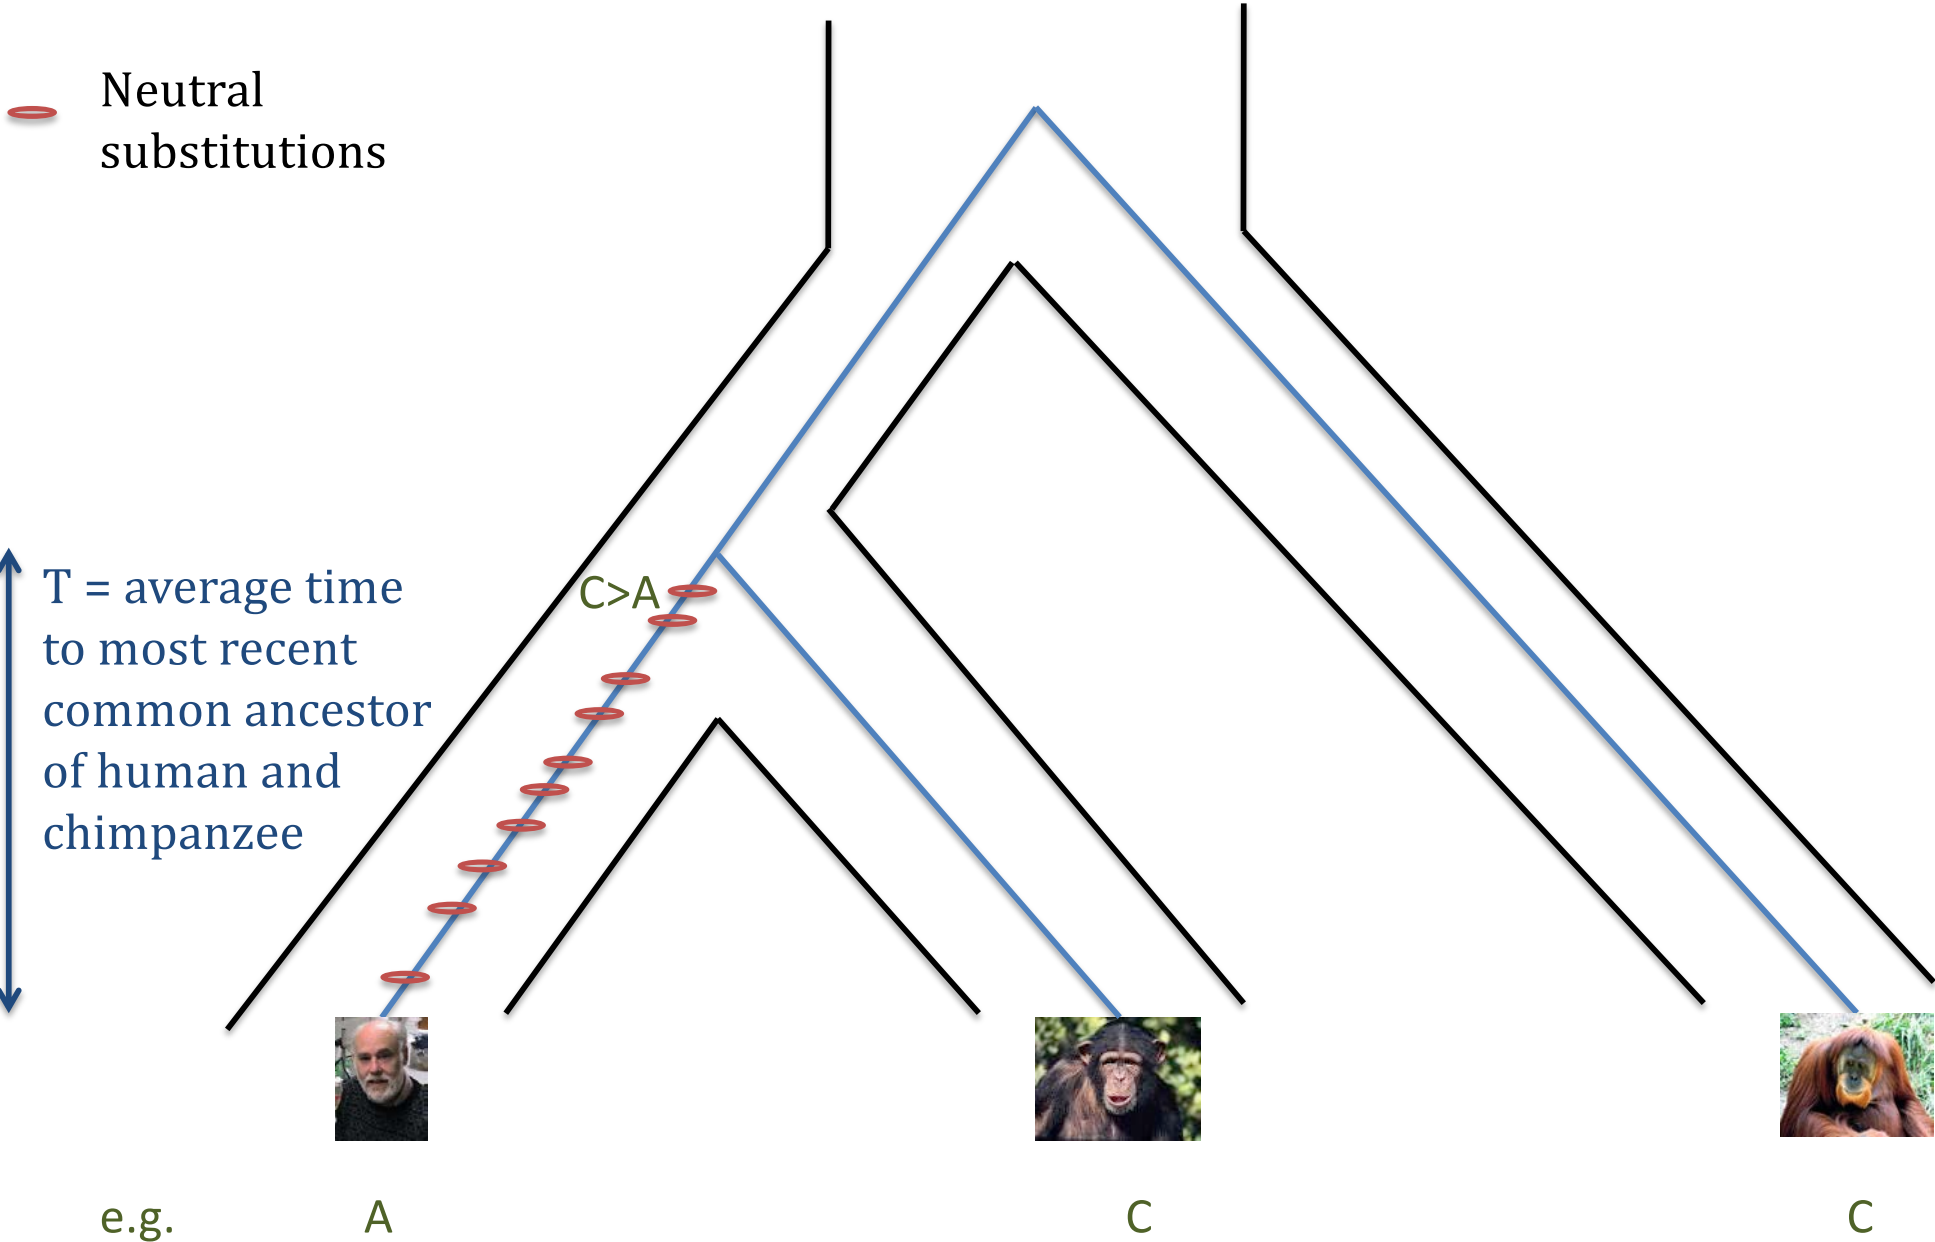 Neutral
substitutions
C>A
T = average time
to most recent
common ancestor
of human and
chimpanzee
e.g. A C C